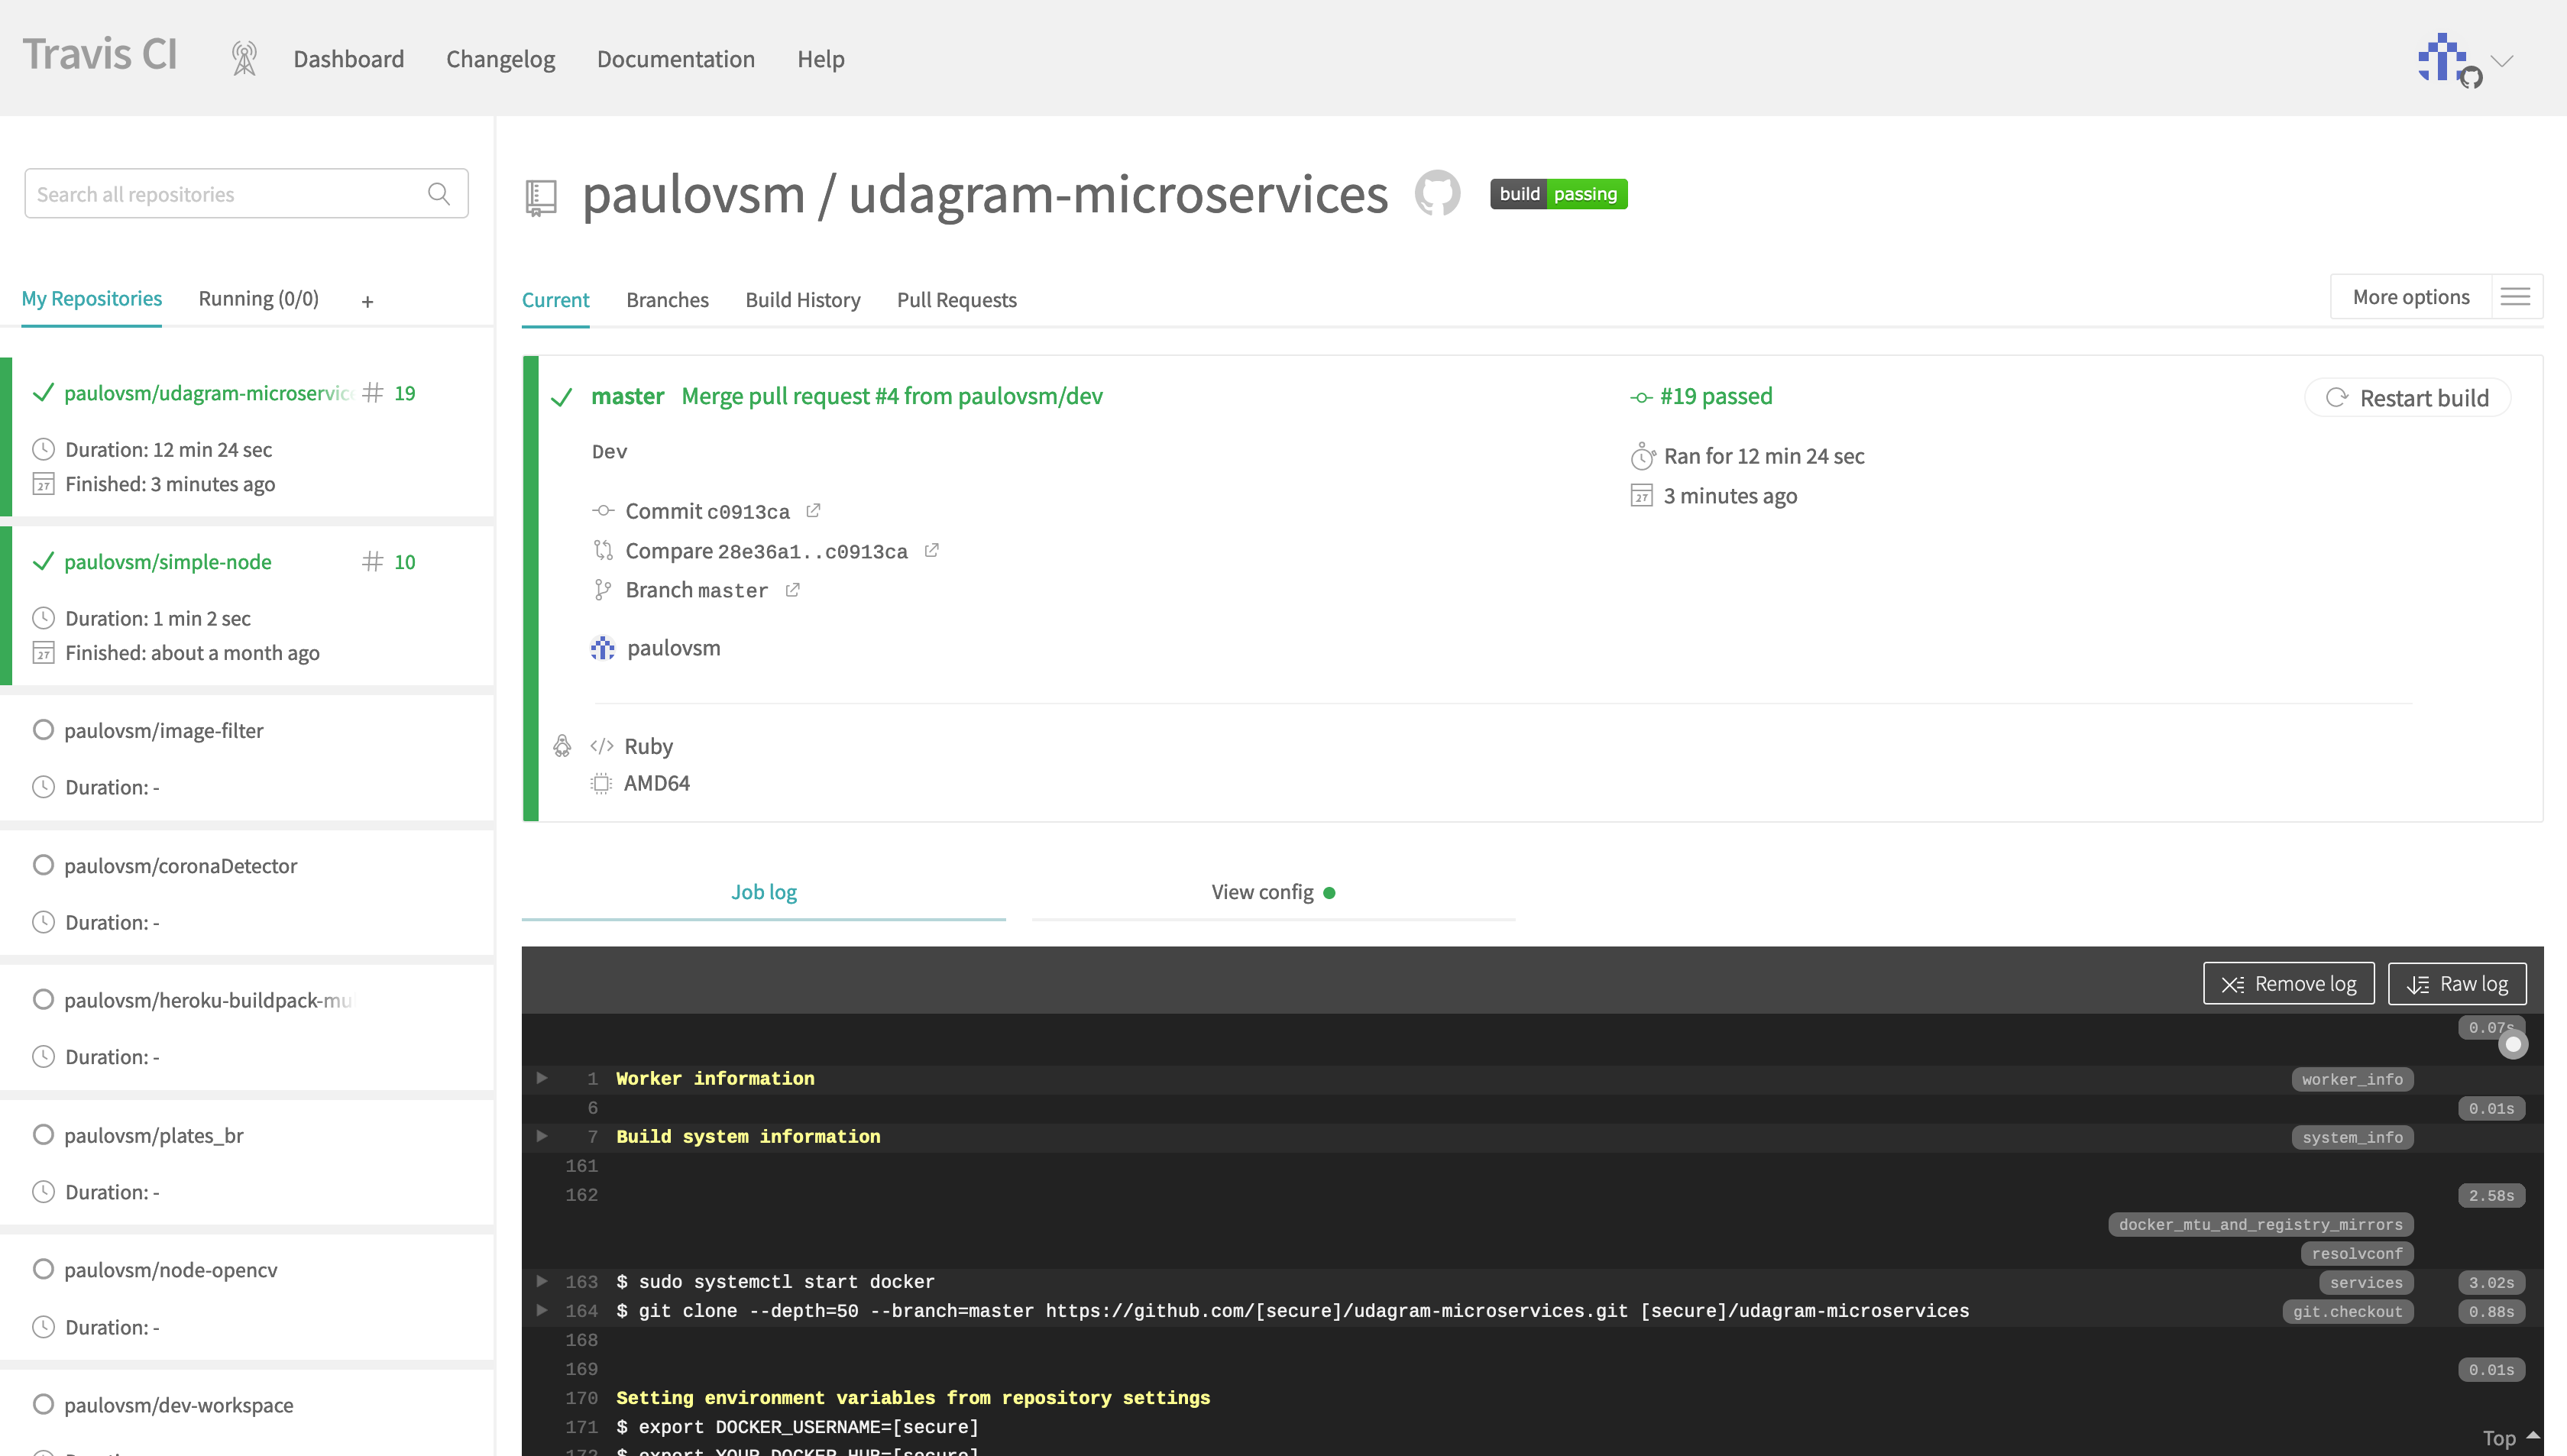 Travis CI
Dashboard
Changelog
Documentation
Help
Search all repositories
My Repositories
Running (0/0)
+
paulovsm/udagram-microservice
# 19
Duration: 12 min 24 sec
27
Finished: 3 minutes ago
paulovsm/simple-node
# 10
Duration: 1 min 2 sec
27
Finished: about a month ago
paulovsm/image-filter
Duration: -
paulovsm/coronaDetector
Duration: -
paulovsm/heroku-buildpack-mu
Duration: -
paulovsm/plates_br
Duration: -
paulovsm/node-opencv
Duration: -
paulovsm/dev-workspace
paulovsm / udagram-microservices
build passing
Current
Branches
Build History
Pull Requests
More options
master Merge pull request #4 from paulovsm/dev
Dev
Commit c0913ca
Compare 28e36a1..c0913ca
Branch master
paulovsm
#19 passed
Ran for 12 min 24 sec
27
3 minutes ago
Restart build
</> Ruby
AMD64
Job log
View config
Remove log
Raw log
0.07s
1 Worker information worker_info
6 0.01s
7 Build system information system_info
161
162 2.58s
docker_mtu_and_registry_mirrors
resolvconf
163 $ sudo systemctl start docker services 3.02s
164 $ git clone --depth=50 --branch=master https://github.com/[secure]/udagram-microservices.git [secure]/udagram-microservices git.checkout 0.88s
168
169 0.01s
170 Setting environment variables from repository settings
171 $ export DOCKER_USERNAME=[secure]
172 $ export YOUR_DOCKER_HUB=[secure]
Top